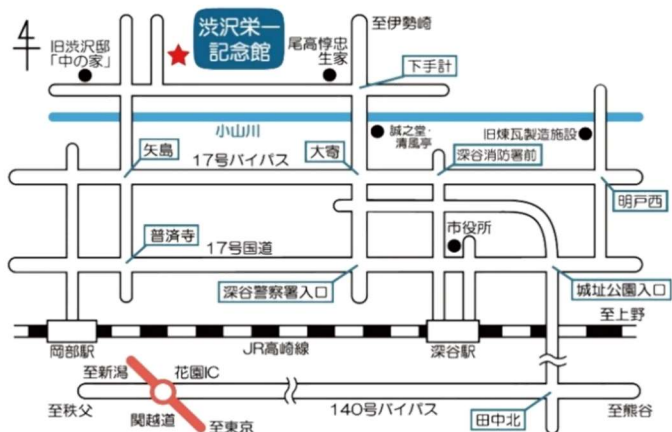 渋沢栄一
記念館
至伊勢崎
旧渋沢邸
「中の家」
尾高惇忠
生家
下手計
小山川
誠之堂・
清風亭
旧煉瓦製造施設
矢島
17号バイパス
大寄
深谷消防署前
明戸西
普済寺
17号国道
市役所
深谷警察署入口
城址公園入口
至上野
岡部駅
JR高崎線
深谷駅
至新潟
花園IC
至秩父
関越道
至東京
140号バイパス
田中北
至熊谷